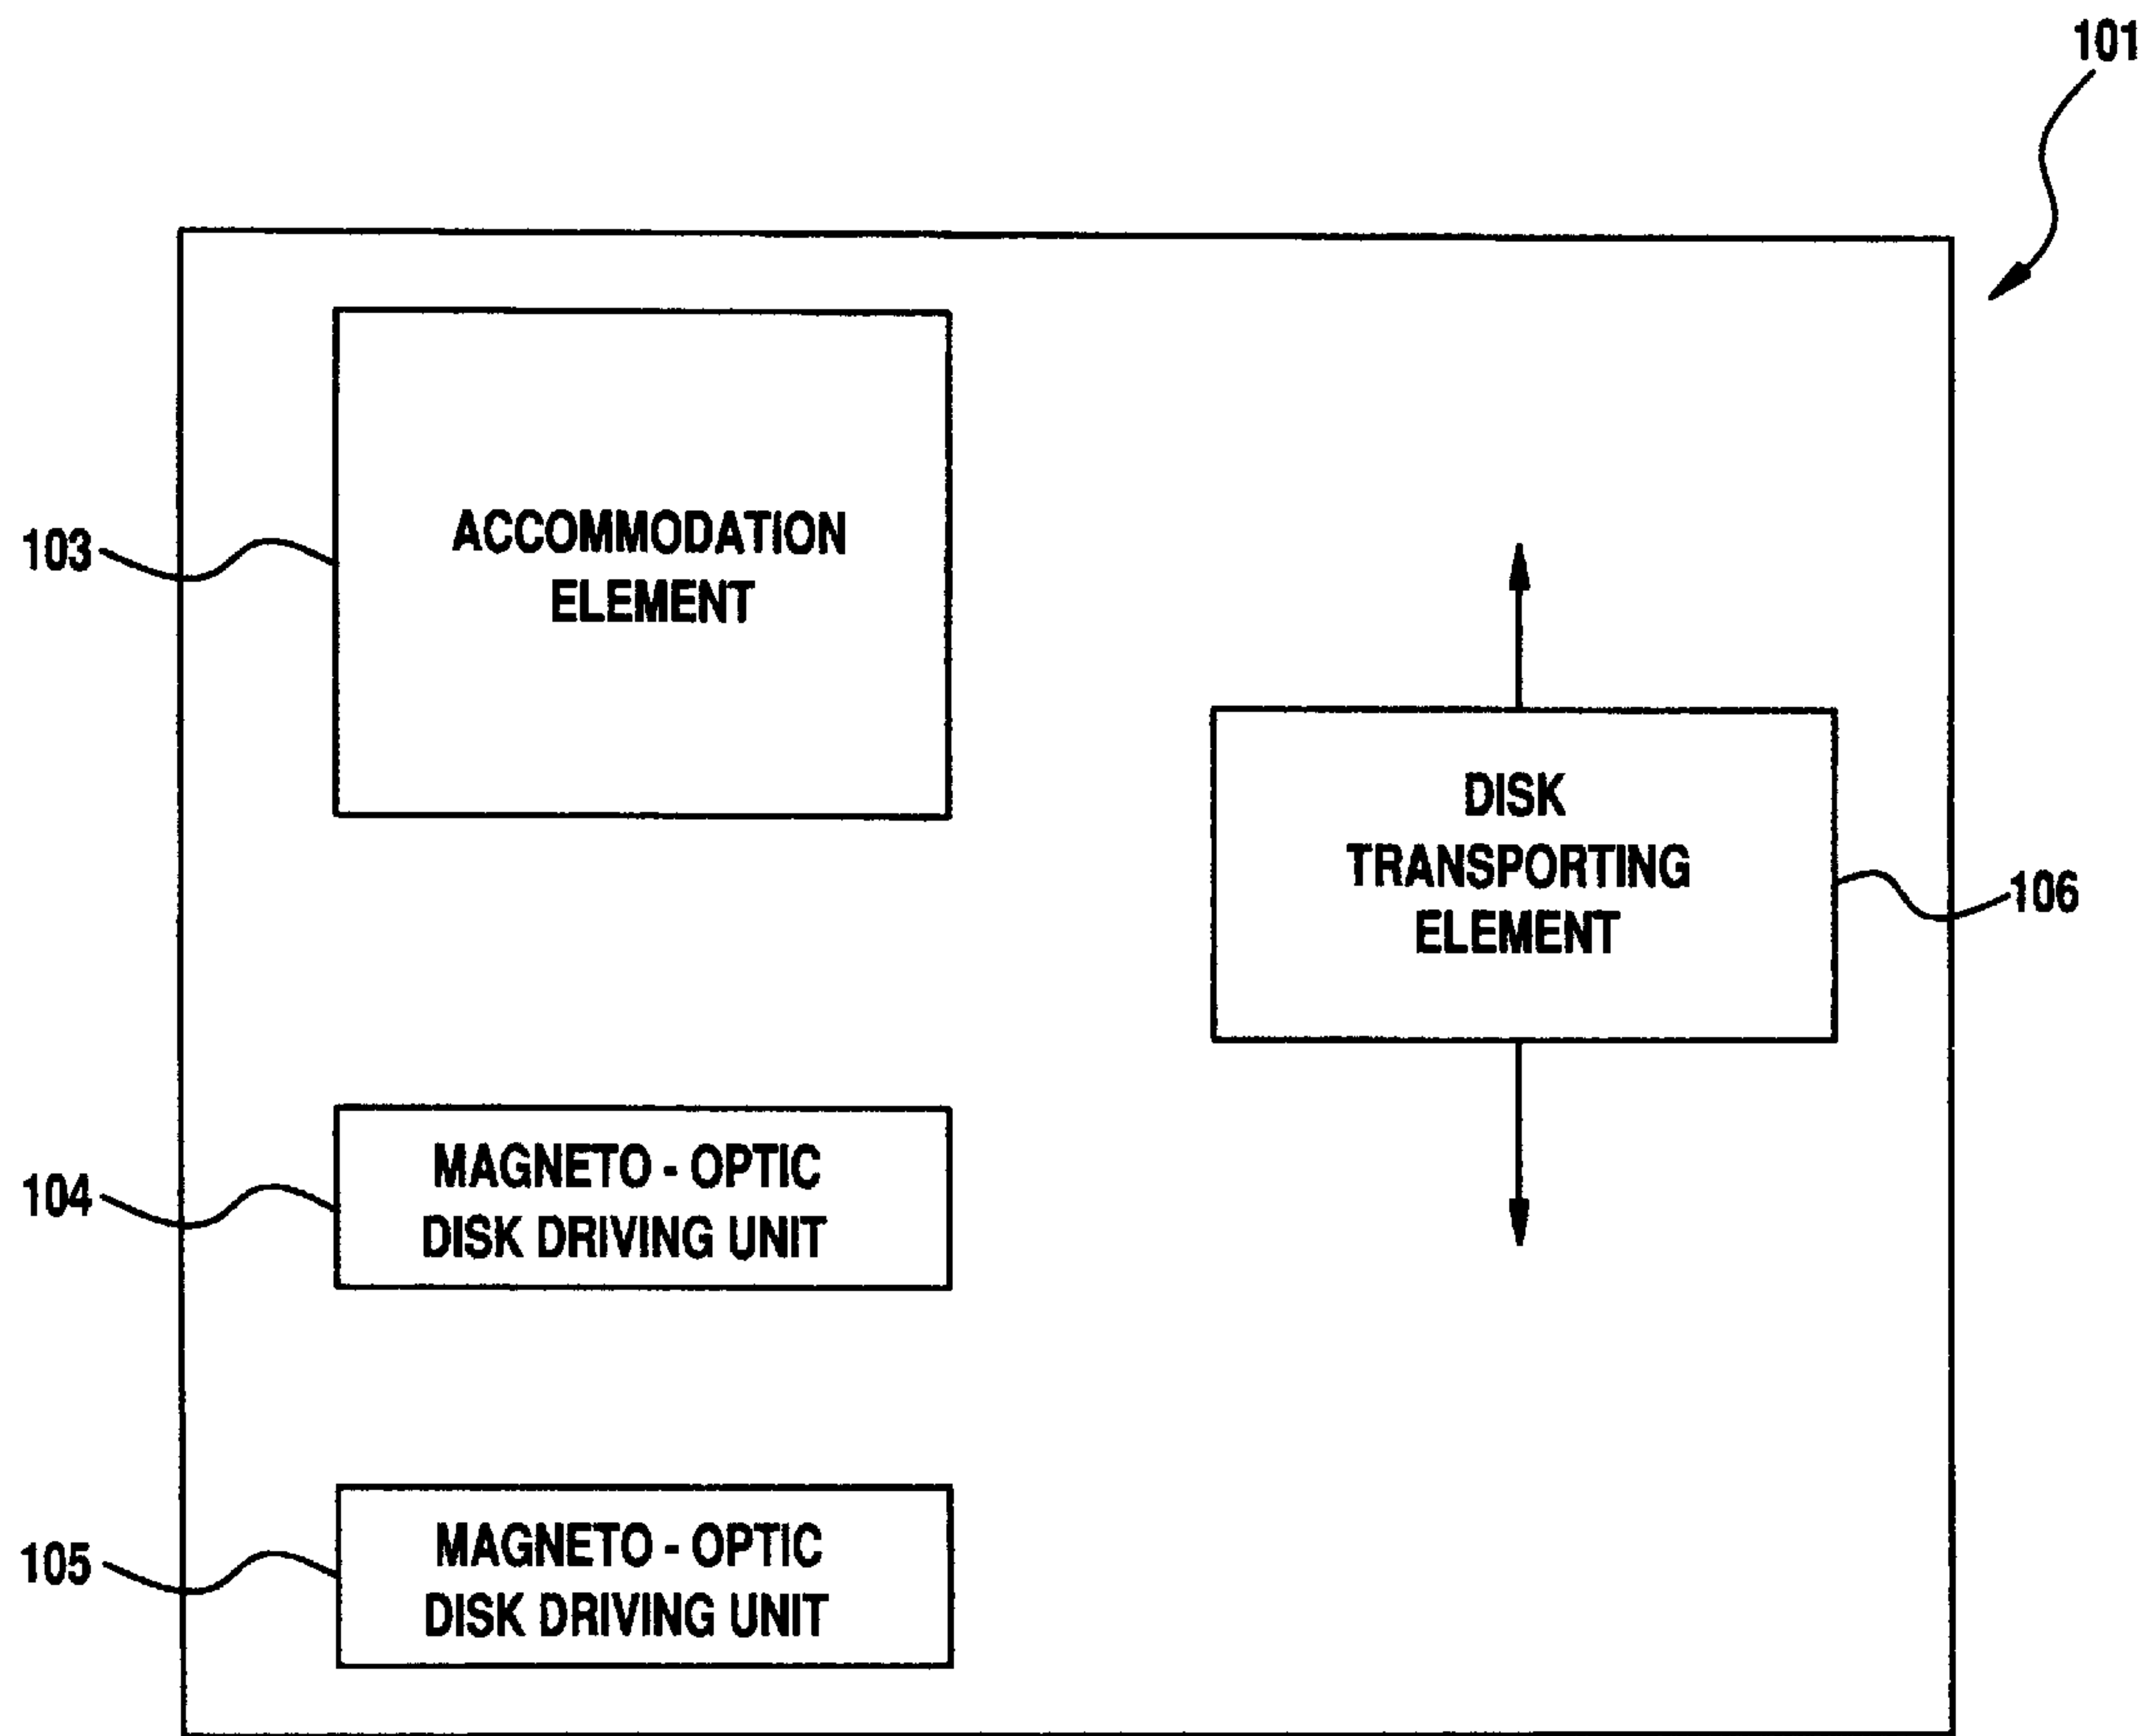 101
103
ACCOMMODATION
ELEMENT
DISK
TRANSPORTING
ELEMENT
106
104
MAGNETO - OPTIC
DISK DRIVING UNIT
105
MAGNETO - OPTIC
DISK DRIVING UNIT